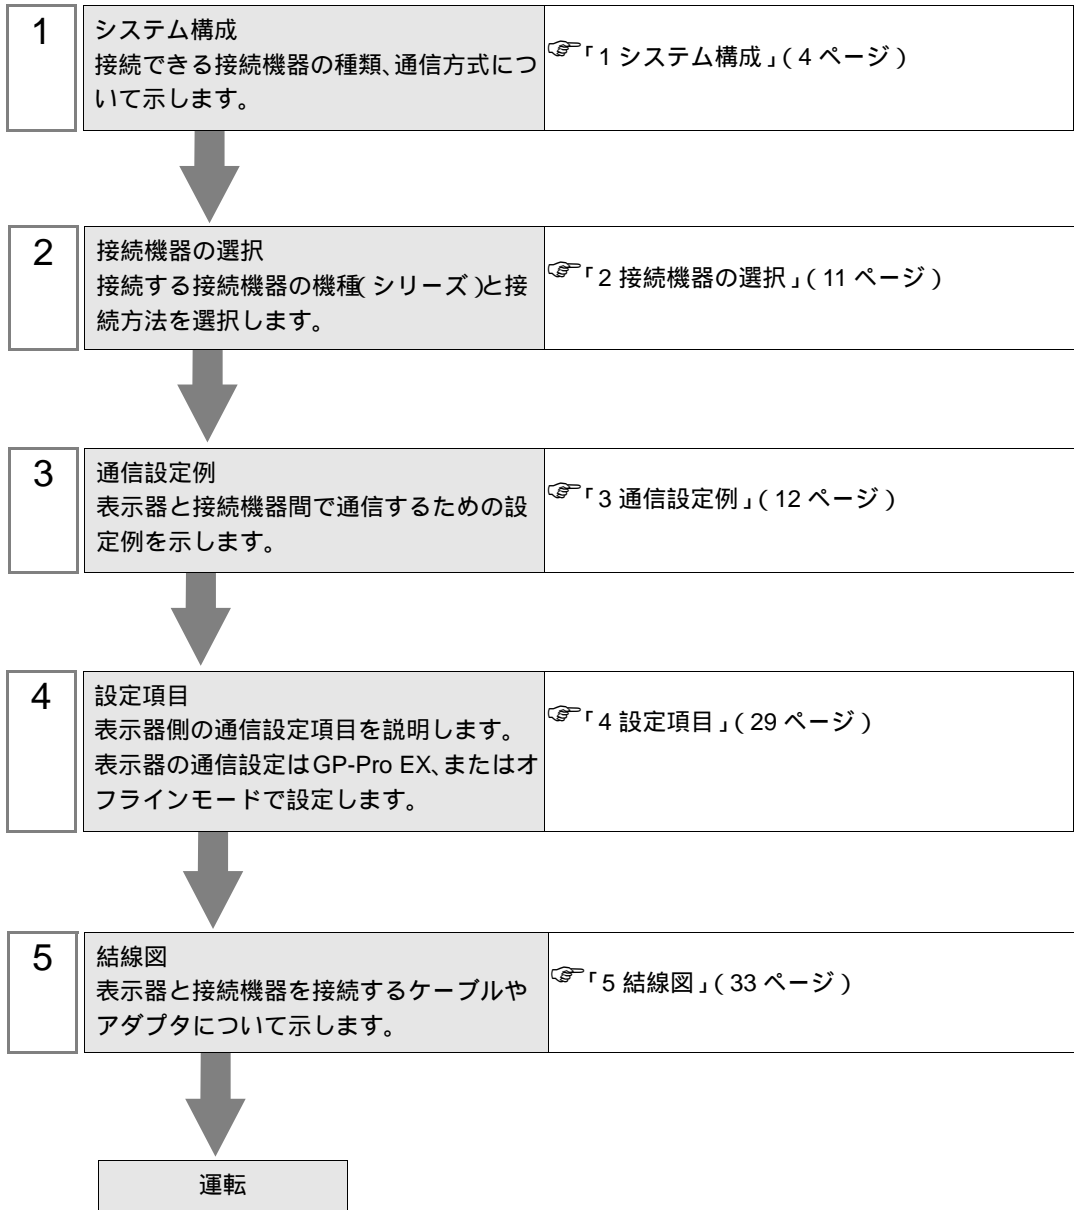 1
システム構成
接続できる接続機器の種類、通信方式につ
いて示します。
☞「1 システム構成」( 4 ページ )
2
接続機器の選択
接続する接続機器の機種( シリーズ )と接
続方法を選択します。
☞「2 接続機器の選択」( 11 ページ )
3
通信設定例
表示器と接続機器間で通信するための設
定例を示します。
☞「3 通信設定例」( 12 ページ )
4
設定項目
表示器側の通信設定項目を説明します。
表示器の通信設定はGP-Pro EX、またはオ
フラインモードで設定します。
☞「4 設定項目」( 29 ページ )
5
結線図
表示器と接続機器を接続するケーブルや
アダプタについて示します。
☞「5 結線図」( 33 ページ )
運転